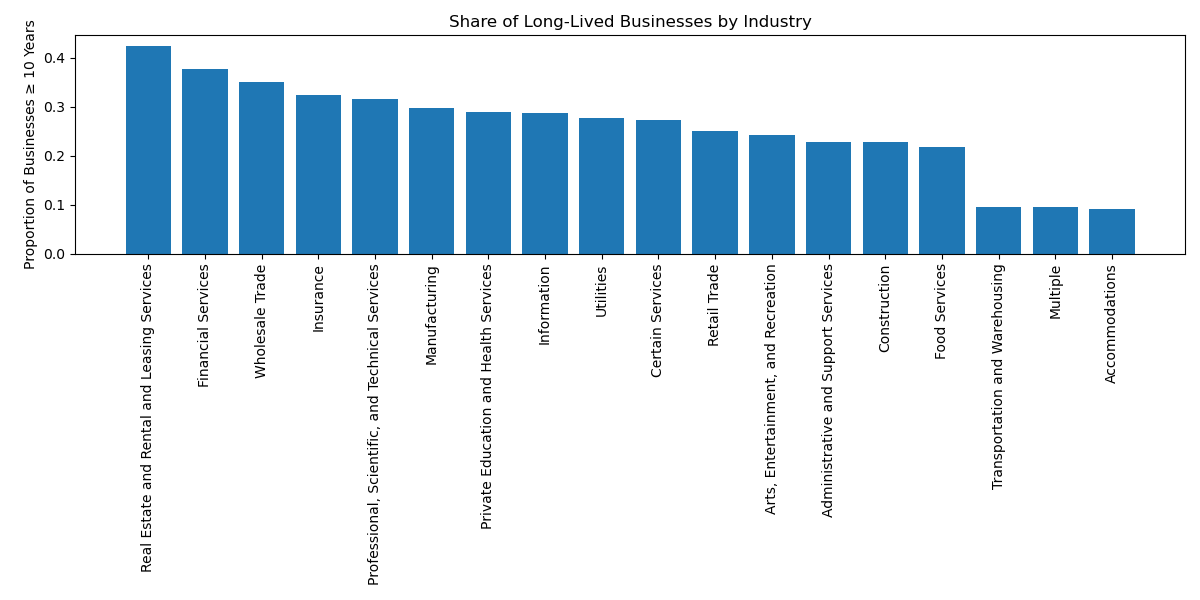 Share of Long-Lived Businesses by Industry
Proportion of Businesses ≥ 10 Years
0.4
0.3
0.2
0.1
0.0
Real Estate and Rental and Leasing Services
Financial Services
Wholesale Trade
Insurance
Professional, Scientific, and Technical Services
Manufacturing
Private Education and Health Services
Information
Utilities
Certain Services
Retail Trade
Arts, Entertainment, and Recreation
Administrative and Support Services
Construction
Food Services
Transportation and Warehousing
Multiple
Accommodations